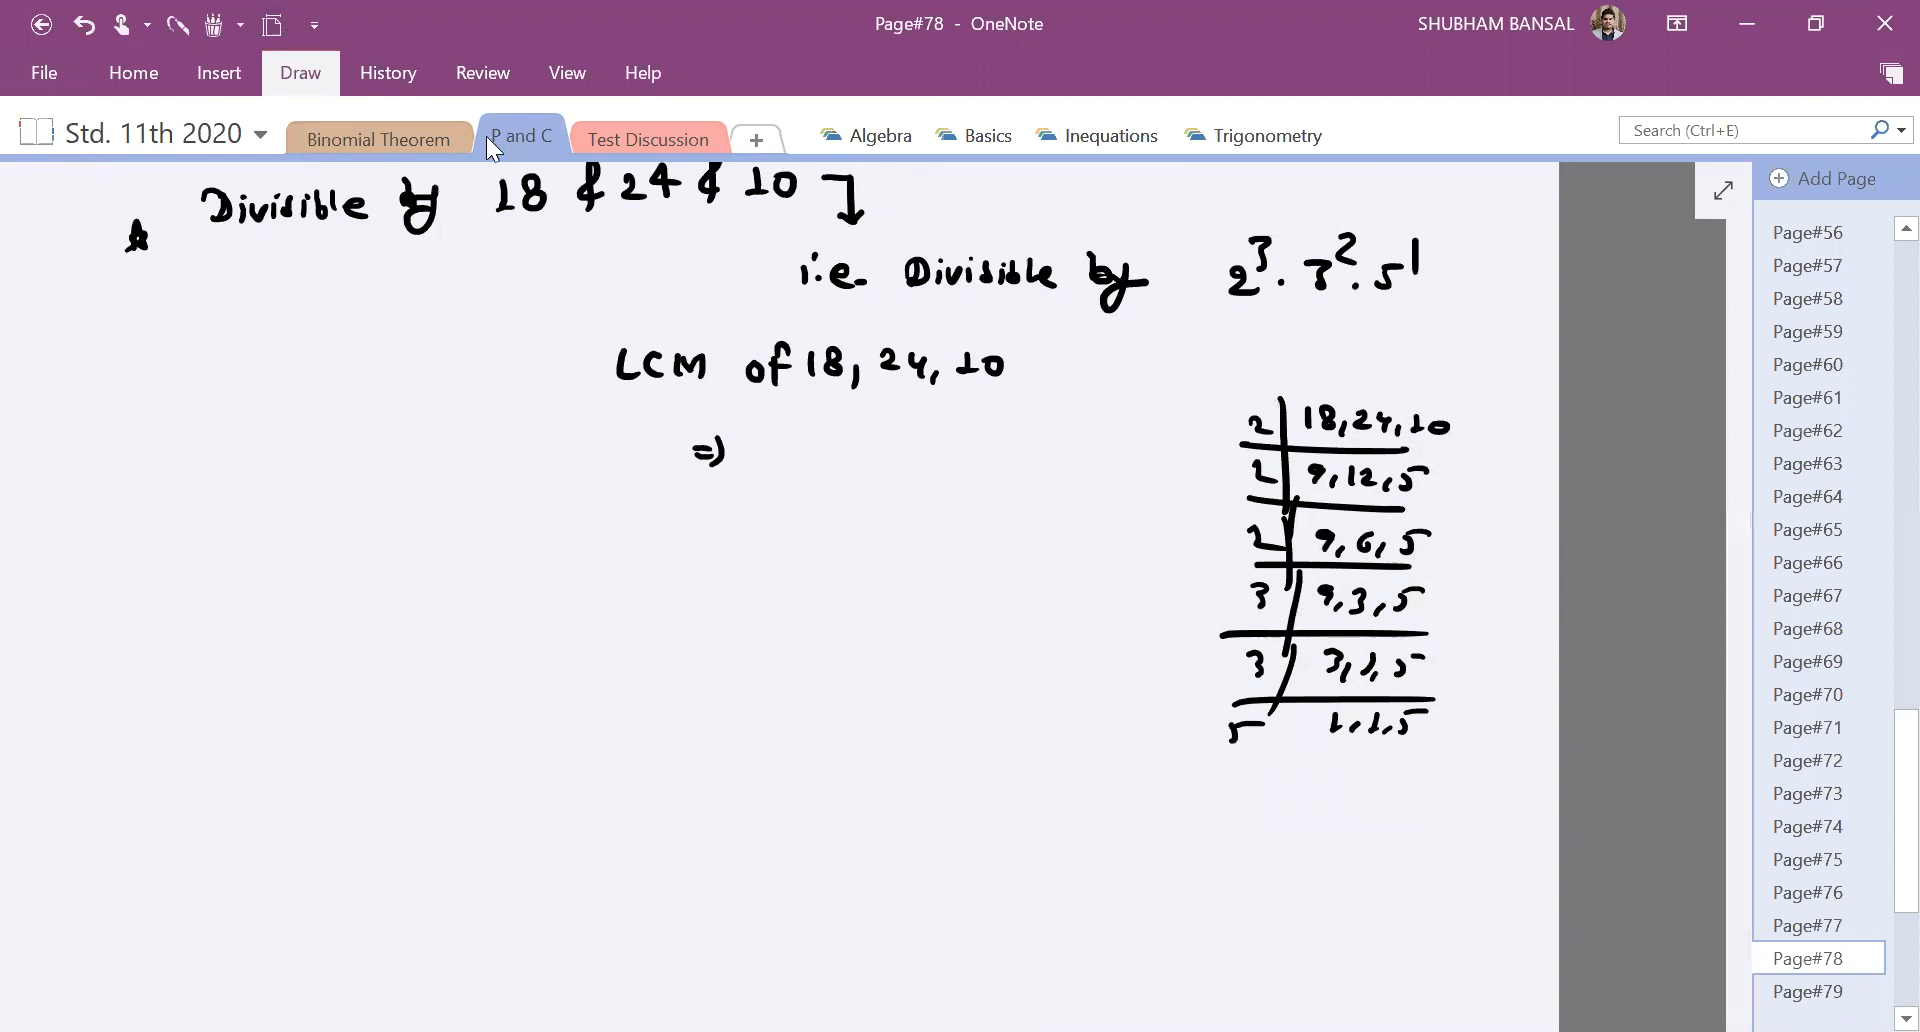 Page#78 - OneNote
SHUBHAM BANSAL
File Home Insert Draw History Review View Help
Std. 11th 2020
Binomial Theorem
P and C
Test Discussion
+
Algebra
Basics
Inequations
Trigonometry
Search (Ctrl+E)
Divisible by 18 & 24 & 10
i.e. Divisible by 2³. 3². 5¹
LCM of 18, 24, 10
=>
2 | 18, 24, 10
2 | 9, 12, 5
2 | 9, 6, 5
3 | 9, 3, 5
3 | 3, 1, 5
5 1, 1, 5
Add Page
Page#56
Page#57
Page#58
Page#59
Page#60
Page#61
Page#62
Page#63
Page#64
Page#65
Page#66
Page#67
Page#68
Page#69
Page#70
Page#71
Page#72
Page#73
Page#74
Page#75
Page#76
Page#77
Page#78
Page#79